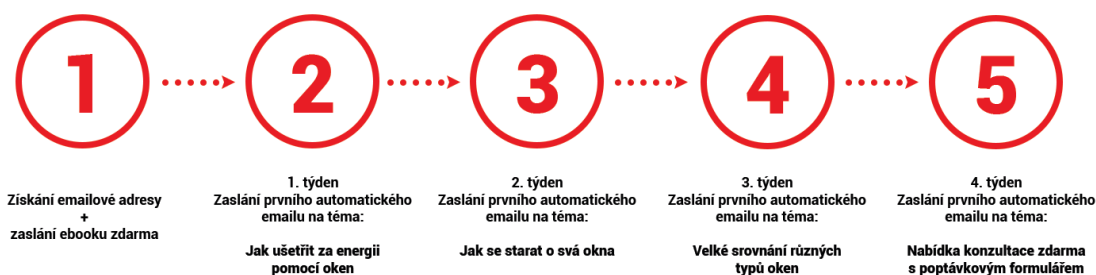 1
2
3
4
5
Získání emailové adresy
+
zaslání ebooku zdarma
1. týden
Zaslání prvního automatického
emailu na téma:
Jak ušetřit za energii
pomocí oken
2. týden
Zaslání prvního automatického
emailu na téma:
Jak se starat o svá okna
3. týden
Zaslání prvního automatického
emailu na téma:
Velké srovnání různých
typů oken
4. týden
Zaslání prvního automatického
emailu na téma:
Nabídka konzultace zdarma
s poptávkovým formulářem